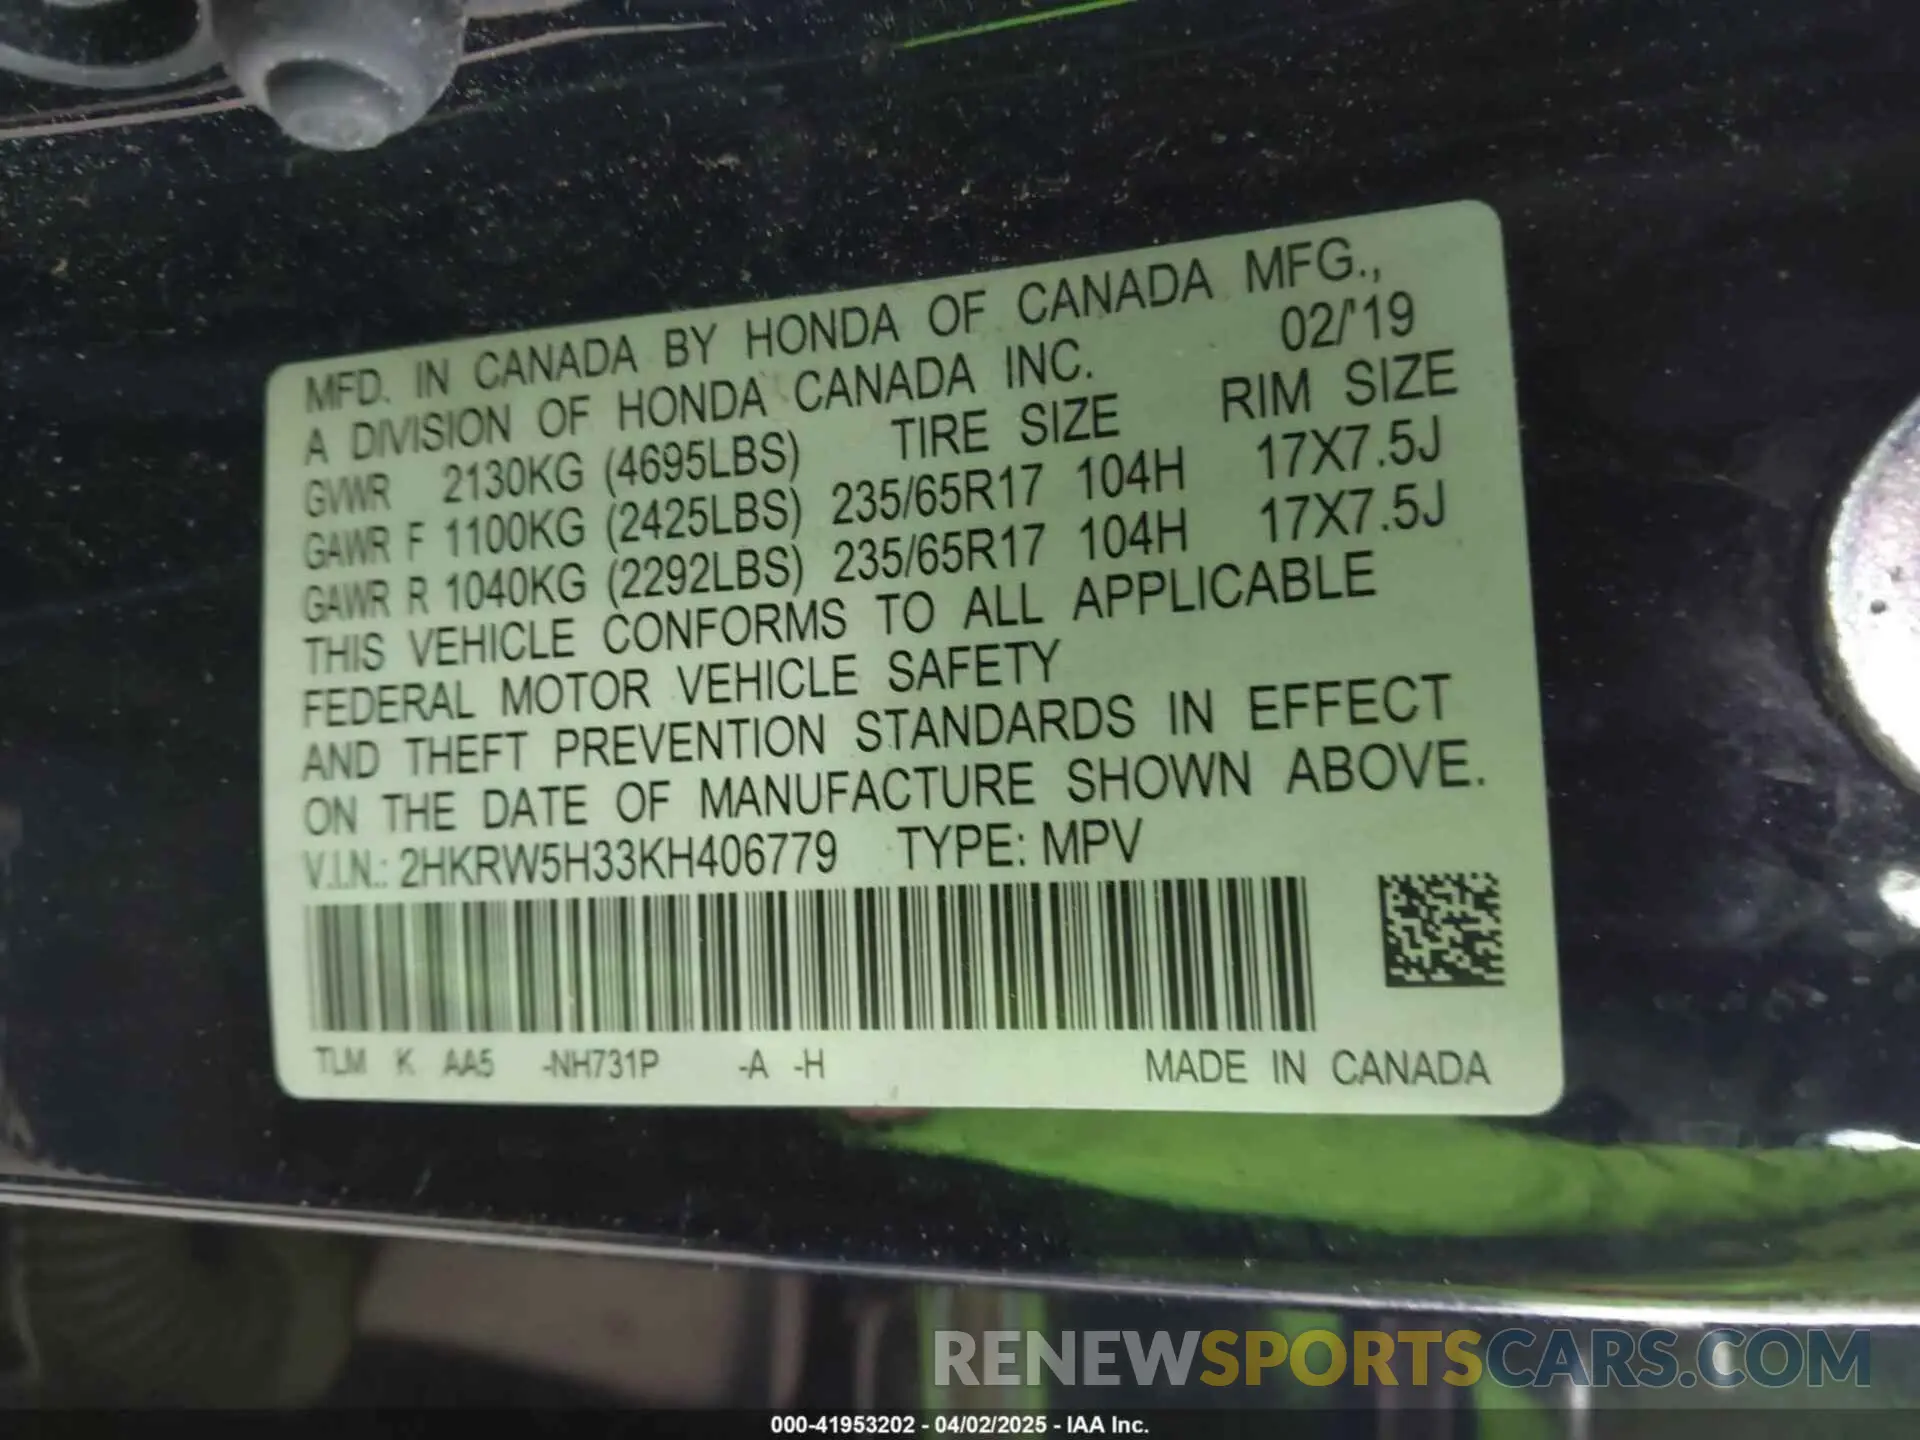 MFD. IN CANADA BY HONDA OF CANADA MFG.,
A DIVISION OF HONDA CANADA INC. 02/'19
GVWR 2130KG (4695LBS) TIRE SIZE RIM SIZE
GAWR F 1100KG (2425LBS) 235/65R17 104H 17X7.5J
GAWR R 1040KG (2292LBS) 235/65R17 104H 17X7.5J
THIS VEHICLE CONFORMS TO ALL APPLICABLE
FEDERAL MOTOR VEHICLE SAFETY
AND THEFT PREVENTION STANDARDS IN EFFECT
ON THE DATE OF MANUFACTURE SHOWN ABOVE.
V.I.N.: 2HKRW5H33KH406779 TYPE: MPV
TLM K AA5 -NH731P -A -H MADE IN CANADA
RENEWSPORTSCARS.COM
000-41953202 - 04/02/2025 - IAA Inc.